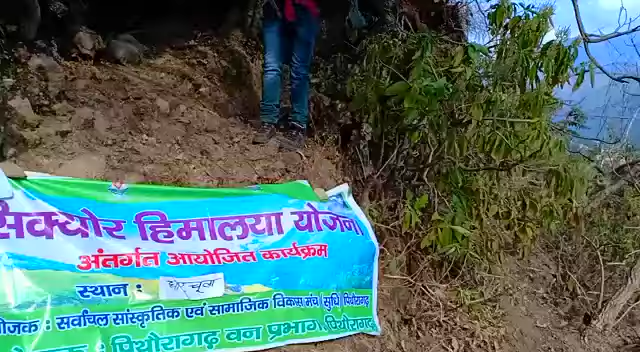 सिक्योर हिमालया योजना
अंतर्गत आयोजित कार्यक्रम
स्थान :
योजक : सर्वांचल सांस्कृतिक एवं सामाजिक विकास मंच (सुधि) पिथौरागढ़
पिथौरागढ़ वन प्रभाग, पिथौरागढ़